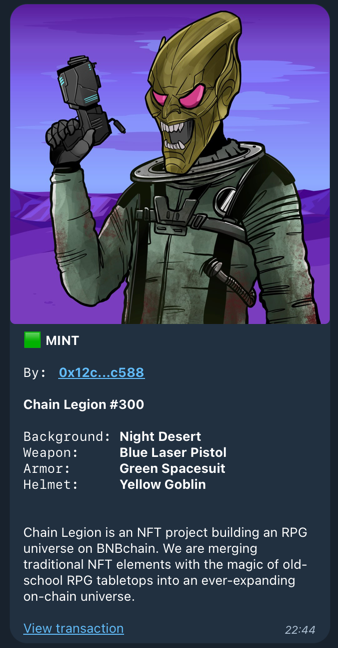 MINT
By: 0x12c...c588
Chain Legion #300
Background: Night Desert
Weapon: Blue Laser Pistol
Armor: Green Spacesuit
Helmet: Yellow Goblin
Chain Legion is an NFT project building an RPG
universe on BNBchain. We are merging
traditional NFT elements with the magic of old-
school RPG tabletops into an ever-expanding
on-chain universe.
View transaction 22:44